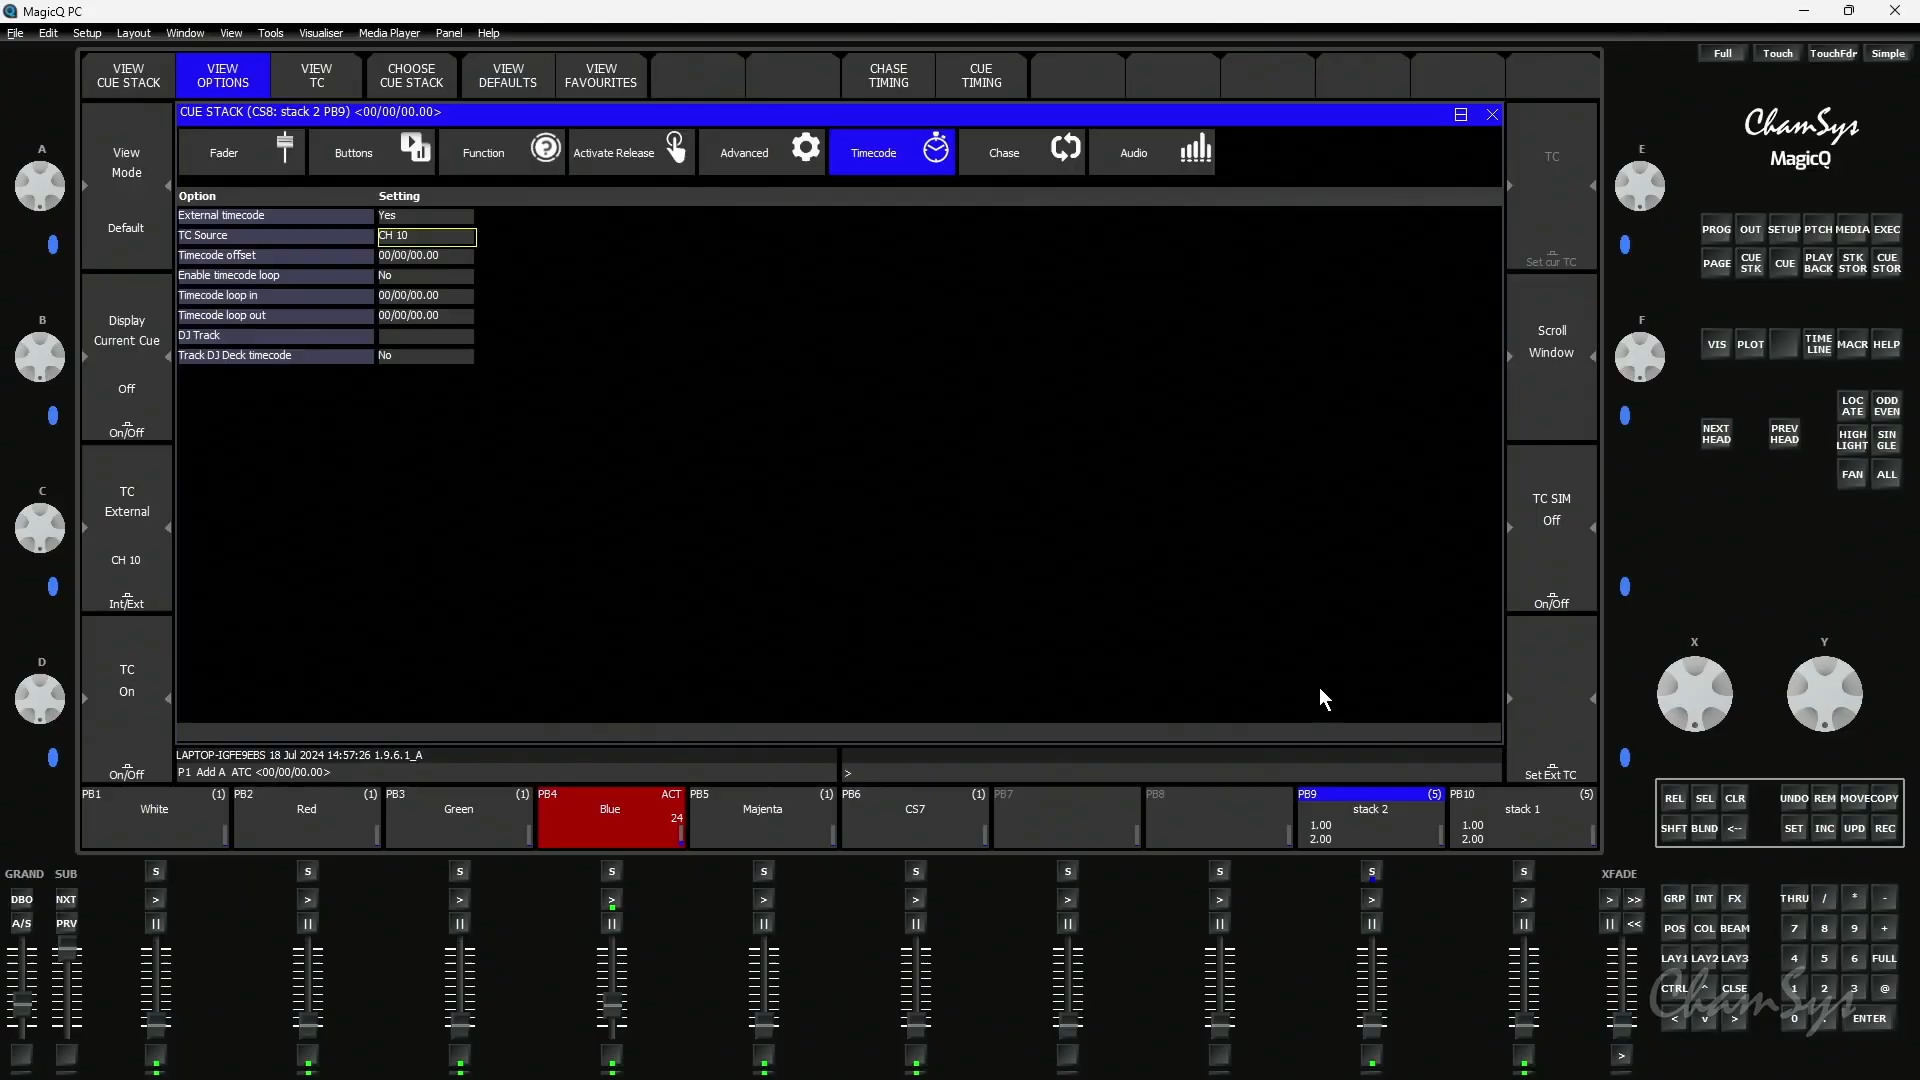 MagicQ PC
File Edit Setup Layout Window View Tools Visualiser Media Player Panel Help
Full Touch TouchFdr Simple
VIEW CUE STACK
VIEW OPTIONS
VIEW TC
CHOOSE CUE STACK
VIEW DEFAULTS
VIEW FAVOURITES
CHASE TIMING
CUE TIMING
CUE STACK (CS8: stack 2 PB9) <00/00/00.00>
Fader Buttons Function Activate Release Advanced Timecode Chase Audio
Option Setting
External timecode Yes
TC Source CH 10
Timecode offset 00/00/00.00
Enable timecode loop No
Timecode loop in 00/00/00.00
Timecode loop out 00/00/00.00
DJ Track
Track DJ Deck timecode No
A
View Mode
Default
B
Display Current Cue
Off
On/Off
C
TC External
CH 10
Int/Ext
D
TC
On
On/Off
TC
Set cur TC
Scroll Window
TC SIM
Off
On/Off
Set Ext TC
E
F
X Y
ChamSys
MagicQ
PROG OUT SETUP PTCH MEDIA EXEC
PAGE CUE STK CUE PLAY BACK STK STOR CUE STOR
VIS PLOT TIME LINE MACR HELP
LOC ATE ODD EVEN
NEXT HEAD PREV HEAD HIGH LIGHT SIN GLE
FAN ALL
LAPTOP-IGFE9EBS 18 Jul 2024 14:57:26 1.9.6.1_A
P1 Add A ATC <00/00/00.00>
>
PB1 (1) White
PB2 (1) Red
PB3 (1) Green
PB4 ACT Blue 24
PB5 (1) Majenta
PB6 (1) CS7
PB7
PB8
PB9 (5) stack 2 1.00 2.00
PB10 (5) stack 1 1.00 2.00
REL SEL CLR UNDO REM MOVE COPY
SHFT BLND <-- SET INC UPD REC
GRAND SUB S S S S S S S S S S XFADE
DBO NXT > > > > > > > > > > > >>
A/S PRV II II II II II II II II II II II <<
GRP INT FX THRU / * -
POS COL BEAM 7 8 9 +
LAY1 LAY2 LAY3 4 5 6 FULL
CTRL ^ CLSE 1 2 3 @
< v > 0 . ENTER
ChamSys
>